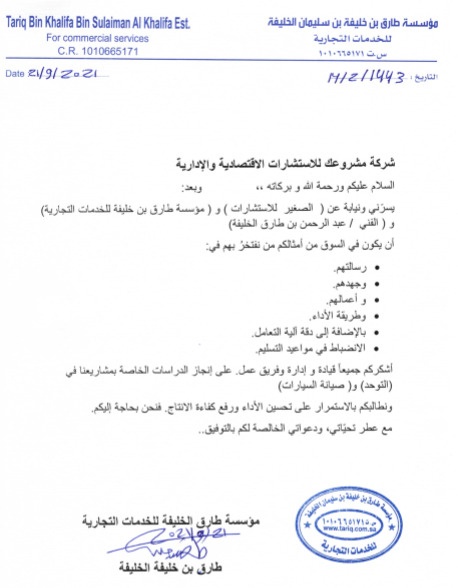 Tariq Bin Khalifa Bin Sulaiman Al Khalifa Est.
For commercial services
C.R. 1010665171
مؤسسة طارق بن خليفة بن سليمان الخليفة
للخدمات التجارية
س.ت ١٠١٠٦٦٥١٧١
Date 21/9/2021
التاريخ: /2/1443
شركة مشروعك للاستشارات الاقتصادية والإدارية
السلام عليكم ورحمة الله و بركاته ،، وبعد:
يسرّني ونيابة عن ( الصغير للاستشارات ) و ( مؤسسة طارق بن خليفة للخدمات التجارية)
و ( الفني / عبد الرحمن بن طارق الخليفة)
أن يكون في السوق من أمثالكم من نفتخرُ بهم في:
• رسالتهم.
• وجهدهم.
• و أعمالهم.
• وطريقة الأداء.
• بالإضافة إلى دقة آلية التعامل.
• الانضباط في مواعيد التسليم.
أشكركم جميعاً قيادة و إدارة وفريق عمل. على إنجاز الدراسات الخاصة بمشاريعنا في
(التوحد) و( صيانة السيارات)
ونطالبكم بالاستمرار على تحسين الأداء ورفع كفاءة الانتاج. فنحن بحاجة إليكم.
مع عطر تحيّاتي، ودعواتي الخالصة لكم بالتوفيق..
مؤسسة طارق الخليفة للخدمات التجارية
طارق بن خليفة الخليفة
مؤسسة طارق بن خليفة بن سليمان الخليفة
س.ت ١٠١٠٦٦٥١٧١
www.tariq.com.sa
للخدمات التجارية